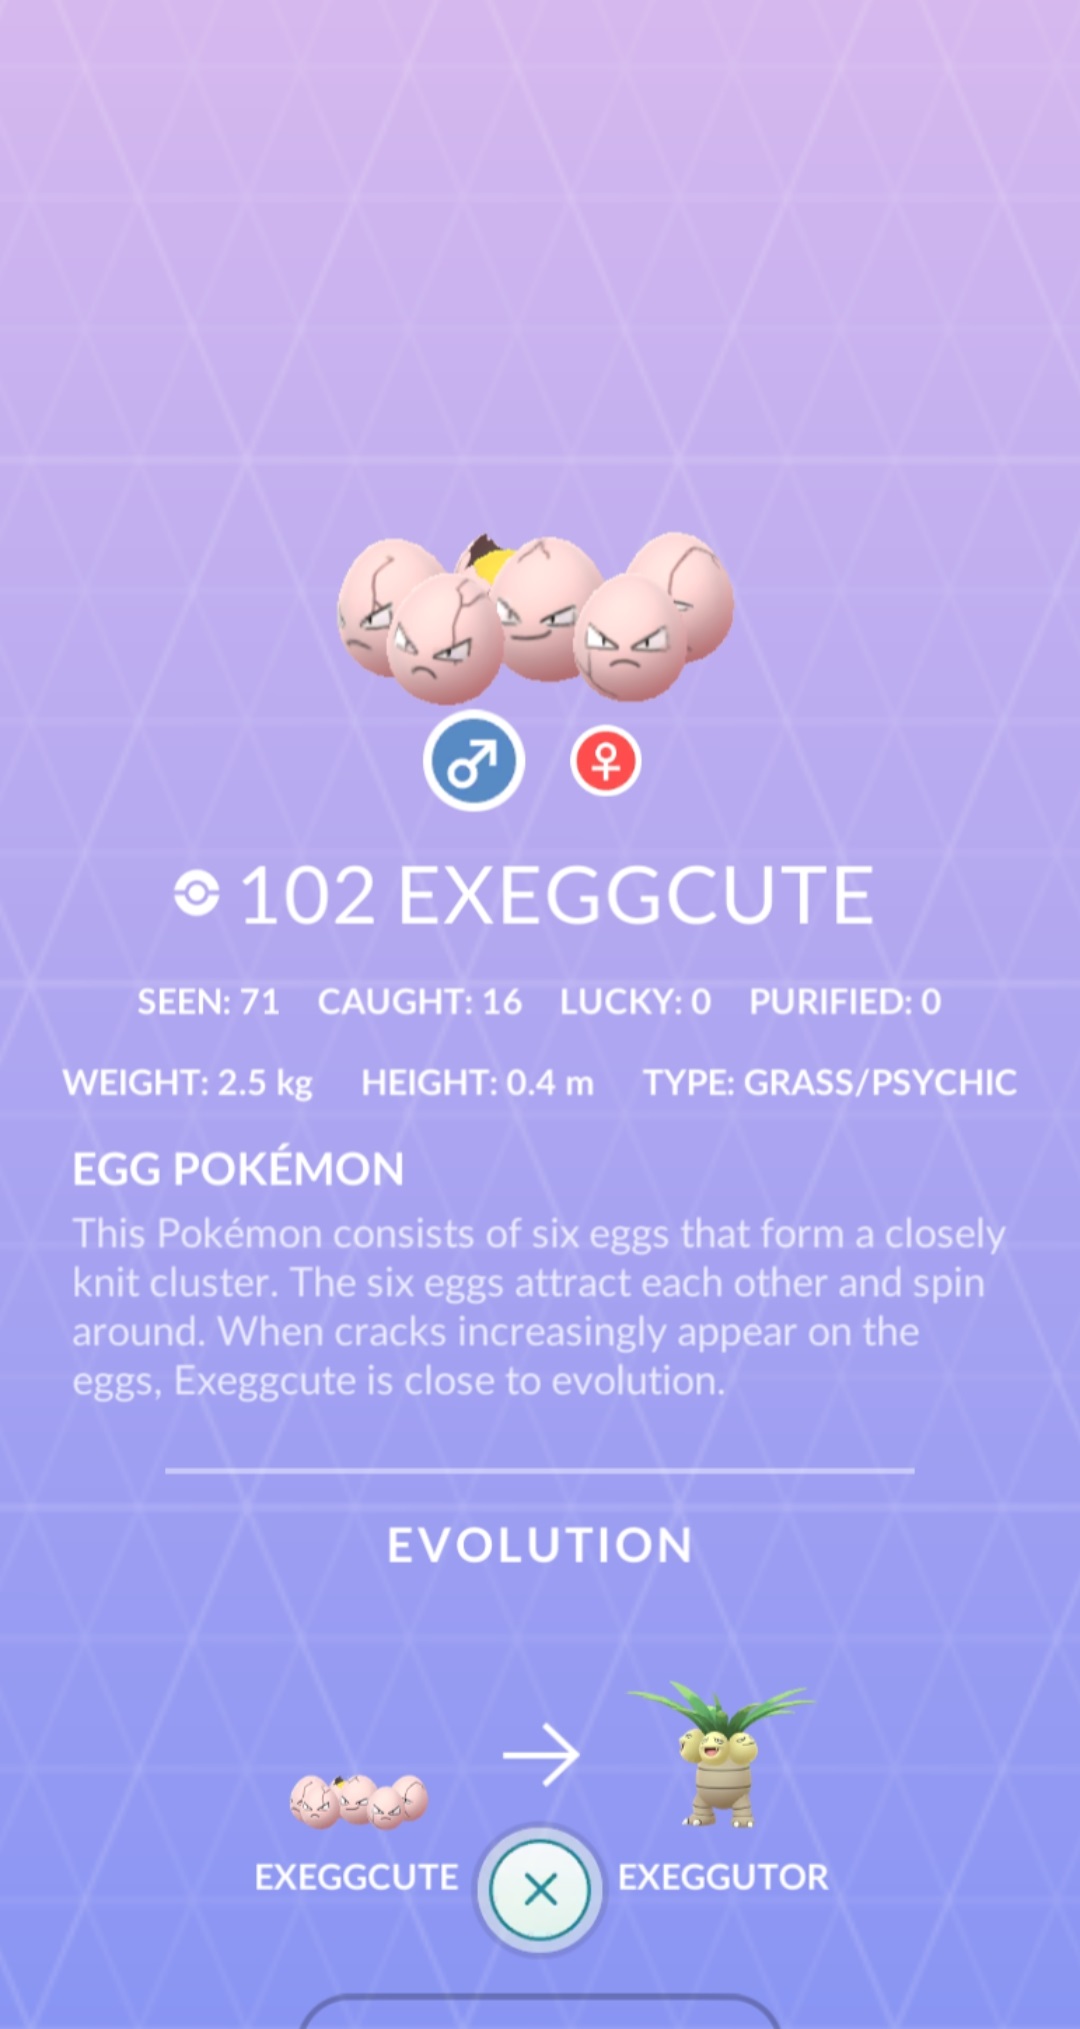 102 EXEGGCUTE
SEEN: 71 CAUGHT: 16 LUCKY: 0 PURIFIED: 0
WEIGHT: 2.5 kg HEIGHT: 0.4 m TYPE: GRASS/PSYCHIC
EGG POKÉMON
This Pokémon consists of six eggs that form a closely
knit cluster. The six eggs attract each other and spin
around. When cracks increasingly appear on the
eggs, Exeggcute is close to evolution.
EVOLUTION
EXEGGCUTE EXEGGUTOR